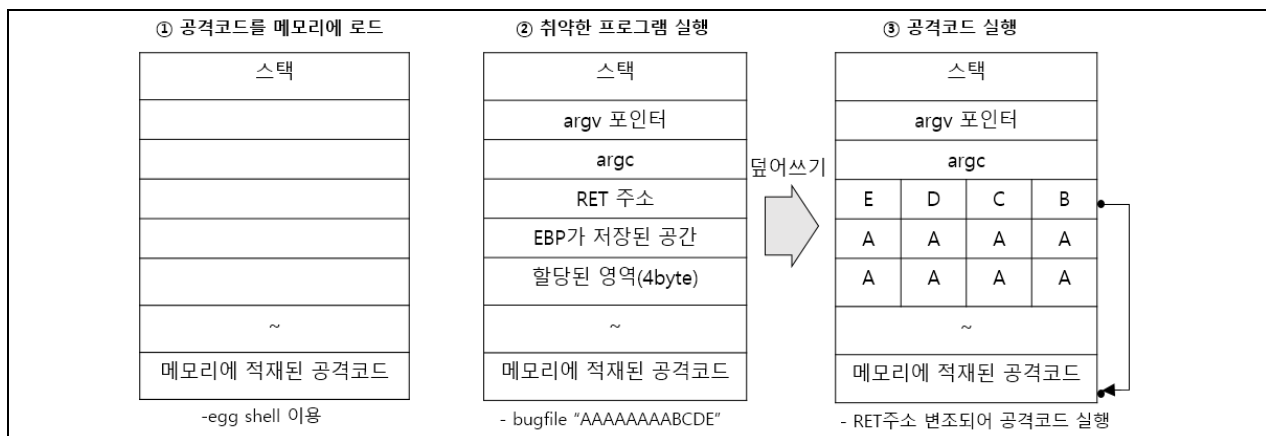 ① 공격코드를 메모리에 로드
② 취약한 프로그램 실행
③ 공격코드 실행
스택
~
메모리에 적재된 공격코드
-egg shell 이용
스택
argv 포인터
argc
RET 주소
EBP가 저장된 공간
할당된 영역(4byte)
~
메모리에 적재된 공격코드
- bugfile “AAAAAAAABCDE”
덮어쓰기
스택
argv 포인터
argc
E D C B
A A A A
A A A A
~
메모리에 적재된 공격코드
- RET주소 변조되어 공격코드 실행